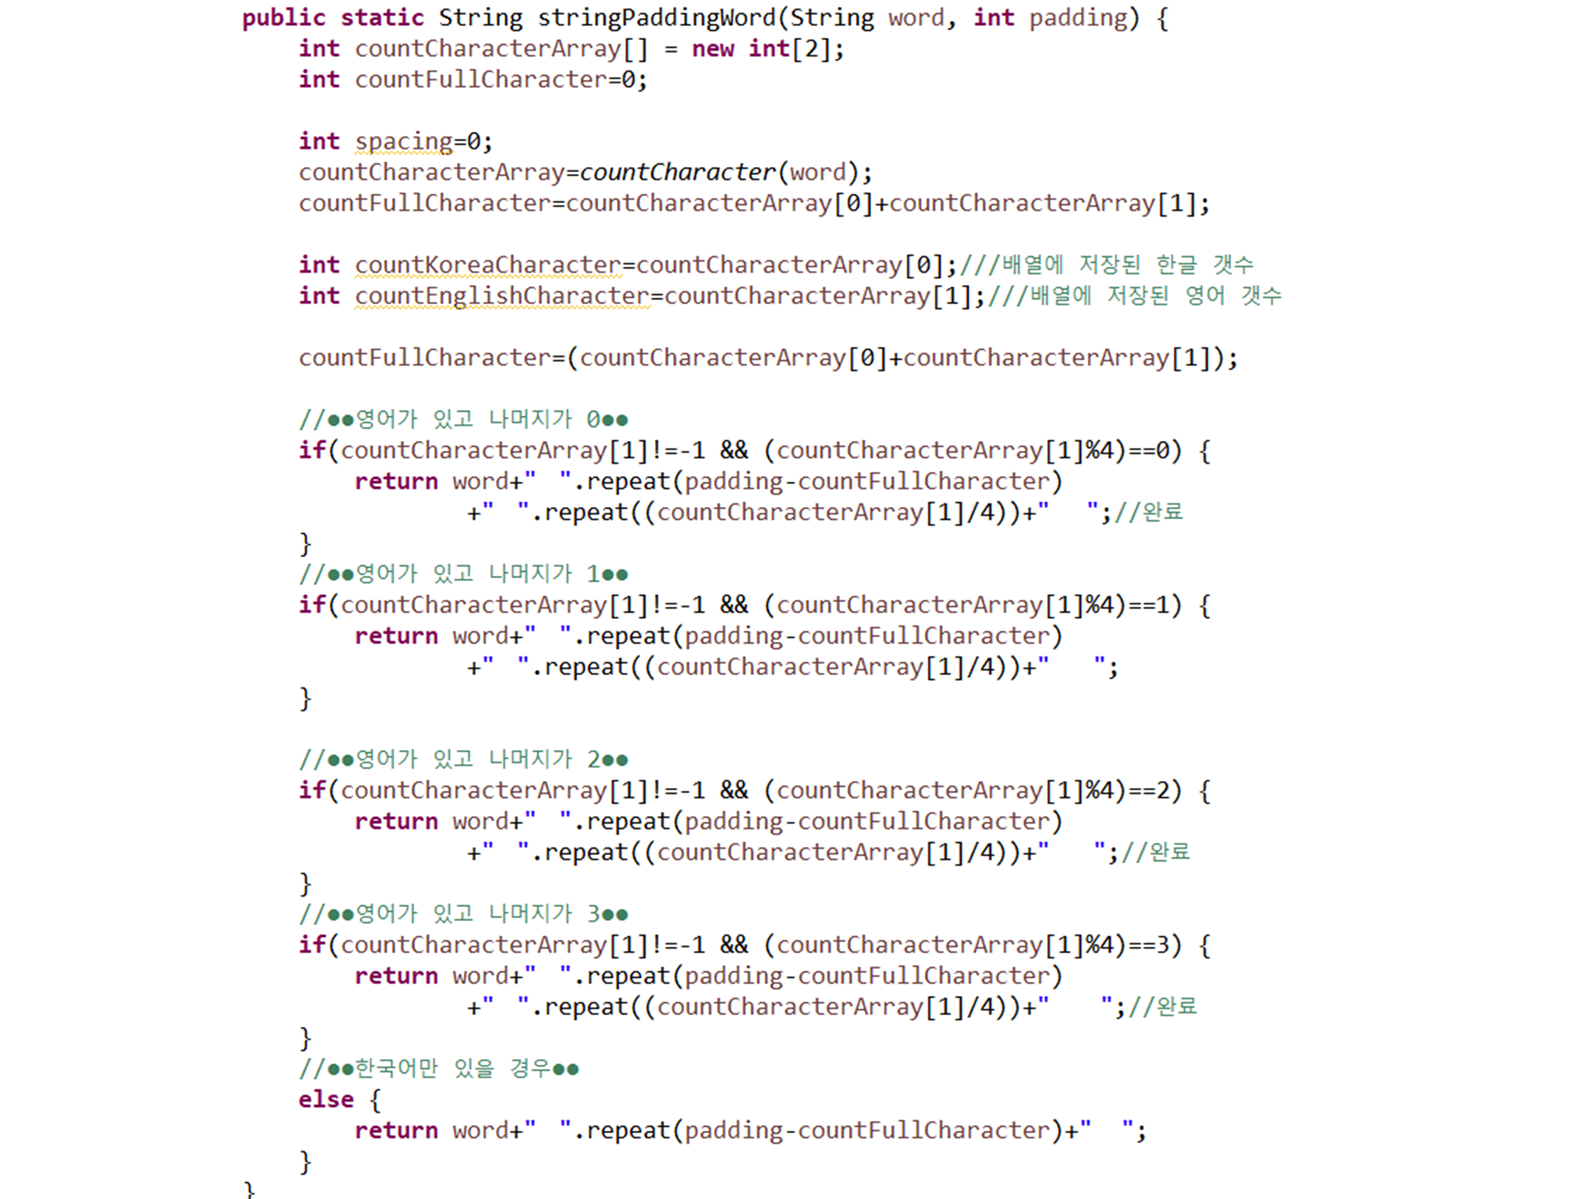 public static String stringPaddingWord(String word, int padding) {
int countCharacterArray[] = new int[2];
int countFullCharacter=0;
int spacing=0;
countCharacterArray=countCharacter(word);
countFullCharacter=countCharacterArray[0]+countCharacterArray[1];
int countKoreaCharacter=countCharacterArray[0];///배열에 저장된 한글 갯수
int countEnglishCharacter=countCharacterArray[1];///배열에 저장된 영어 갯수
countFullCharacter=(countCharacterArray[0]+countCharacterArray[1]);
//●●영어가 있고 나머지가 0●●
if(countCharacterArray[1]!=-1 && (countCharacterArray[1]%4)==0) {
return word+"  ".repeat(padding-countFullCharacter)
+"  ".repeat((countCharacterArray[1]/4))+"   ";//완료
}
//●●영어가 있고 나머지가 1●●
if(countCharacterArray[1]!=-1 && (countCharacterArray[1]%4)==1) {
return word+"  ".repeat(padding-countFullCharacter)
+"  ".repeat((countCharacterArray[1]/4))+"    ";
}
//●●영어가 있고 나머지가 2●●
if(countCharacterArray[1]!=-1 && (countCharacterArray[1]%4)==2) {
return word+"  ".repeat(padding-countFullCharacter)
+"  ".repeat((countCharacterArray[1]/4))+"    ";//완료
}
//●●영어가 있고 나머지가 3●●
if(countCharacterArray[1]!=-1 && (countCharacterArray[1]%4)==3) {
return word+"  ".repeat(padding-countFullCharacter)
+"  ".repeat((countCharacterArray[1]/4))+"    ";//완료
}
//●●한국어만 있을 경우●●
else {
return word+"  ".repeat(padding-countFullCharacter)+"  ";
}
}